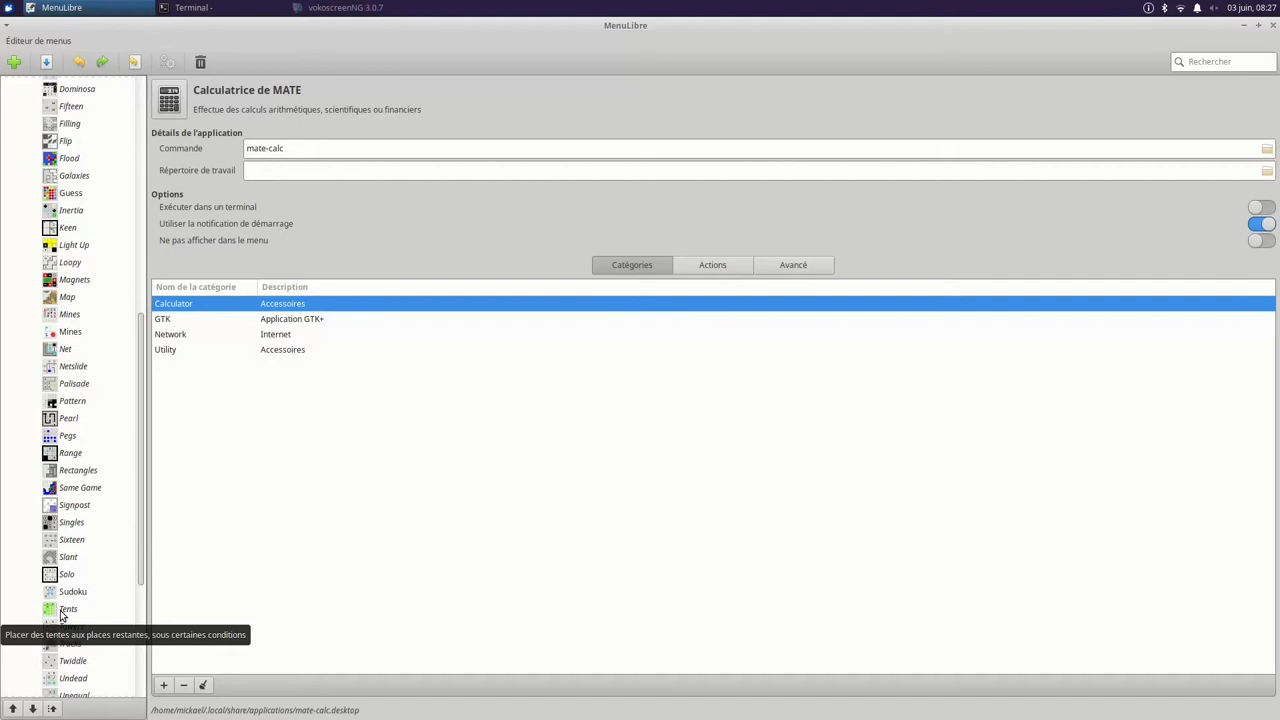 MenuLibre
Terminal -
vokoscreenNG 3.0.7
03 juin, 08:27
MenuLibre
Éditeur de menus
Rechercher
Dominosa
Fifteen
Filling
Flip
Flood
Galaxies
Guess
Inertia
Keen
Light Up
Loopy
Magnets
Map
Mines
Mines
Net
Netslide
Palisade
Pattern
Pearl
Pegs
Range
Rectangles
Same Game
Signpost
Singles
Sixteen
Slant
Solo
Sudoku
Tents
Placer des tentes aux places restantes, sous certaines conditions
Tracks
Twiddle
Undead
Unequal
Calculatrice de MATE
Effectue des calculs arithmétiques, scientifiques ou financiers
Détails de l'application
Commande
mate-calc
Répertoire de travail
Options
Exécuter dans un terminal
Utiliser la notification de démarrage
Ne pas afficher dans le menu
Catégories
Actions
Avancé
Nom de la catégorie Description
Calculator Accessoires
GTK Application GTK+
Network Internet
Utility Accessoires
/home/mickael/.local/share/applications/mate-calc.desktop